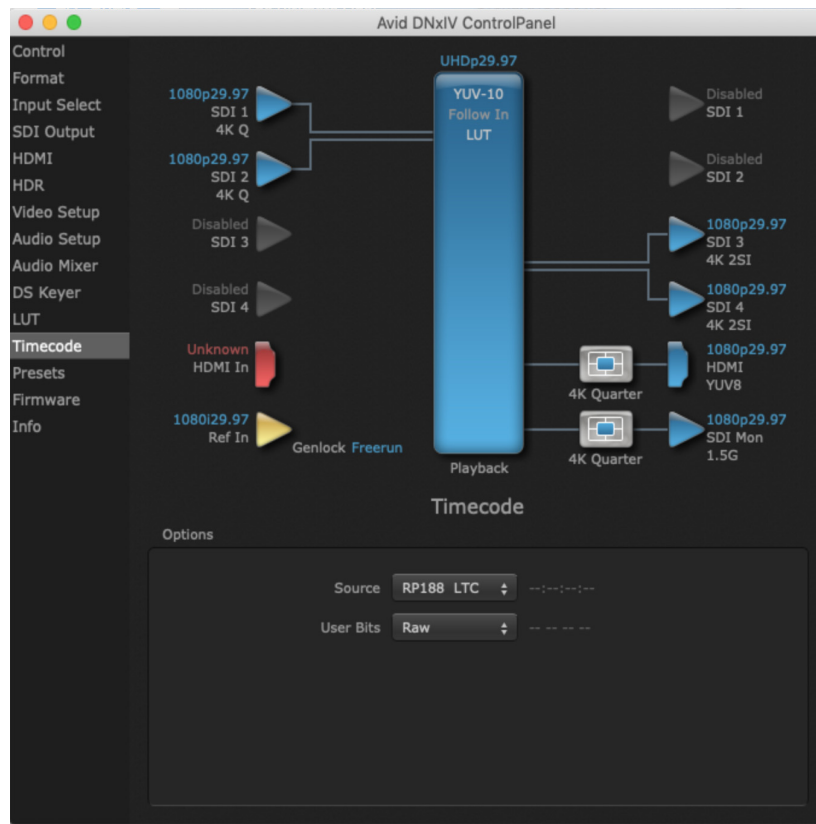 Avid DNxIV ControlPanel
Control
Format
Input Select
SDI Output
HDMI
HDR
Video Setup
Audio Setup
Audio Mixer
DS Keyer
LUT
Timecode
Presets
Firmware
Info
1080p29.97
SDI 1
4K Q
1080p29.97
SDI 2
4K Q
Disabled
SDI 3
Disabled
SDI 4
Unknown
HDMI In
1080i29.97
Ref In
Genlock Freerun
UHDp29.97
YUV-10
Follow In
LUT
Playback
Disabled
SDI 1
Disabled
SDI 2
1080p29.97
SDI 3
4K 2SI
1080p29.97
SDI 4
4K 2SI
4K Quarter
1080p29.97
HDMI
YUV8
4K Quarter
1080p29.97
SDI Mon
1.5G
Timecode
Options
Source RP188 LTC --:--:--:--
User Bits Raw -- -- -- --